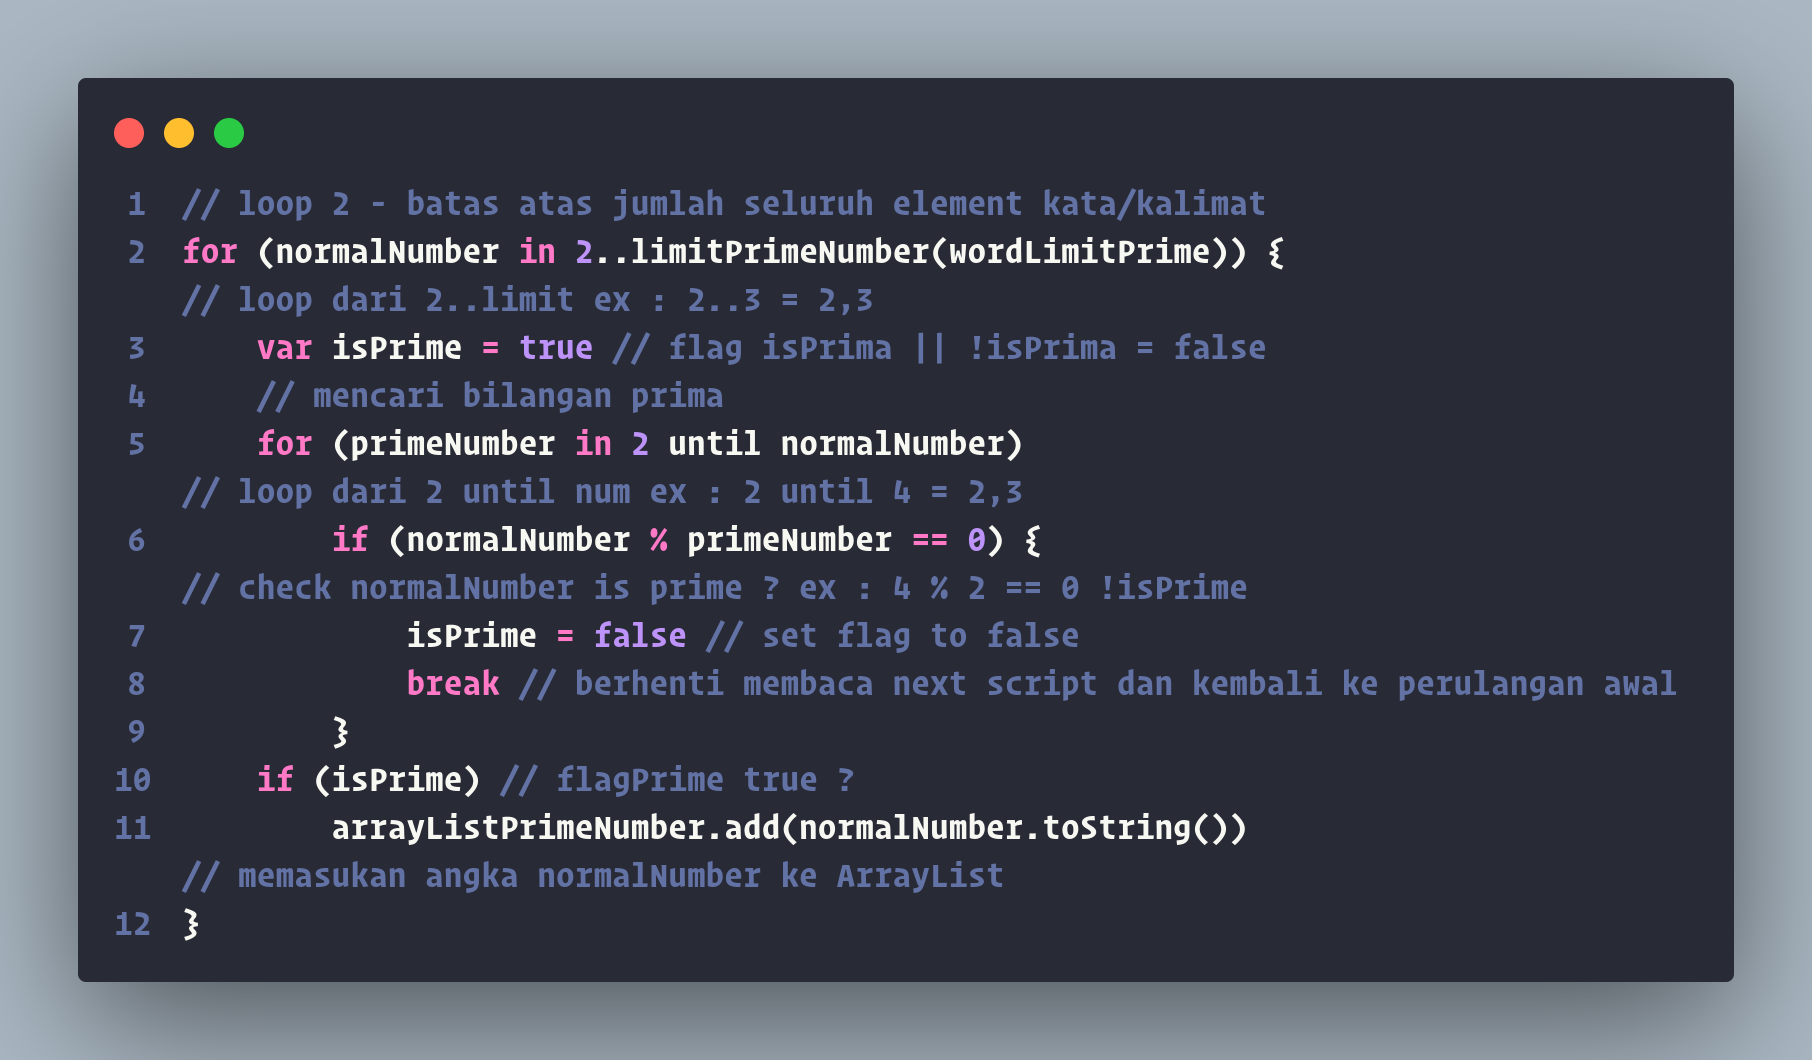 1 // loop 2 - batas atas jumlah seluruh element kata/kalimat
2 for (normalNumber in 2..limitPrimeNumber(wordLimitPrime)) {
// loop dari 2..limit ex : 2..3 = 2,3
3     var isPrime = true // flag isPrima || !isPrima = false
4     // mencari bilangan prima
5     for (primeNumber in 2 until normalNumber)
// loop dari 2 until num ex : 2 until 4 = 2,3
6         if (normalNumber % primeNumber == 0) {
// check normalNumber is prime ? ex : 4 % 2 == 0 !isPrime
7             isPrime = false // set flag to false
8             break // berhenti membaca next script dan kembali ke perulangan awal
9         }
10     if (isPrime) // flagPrime true ?
11         arrayListPrimeNumber.add(normalNumber.toString())
// memasukan angka normalNumber ke ArrayList
12 }